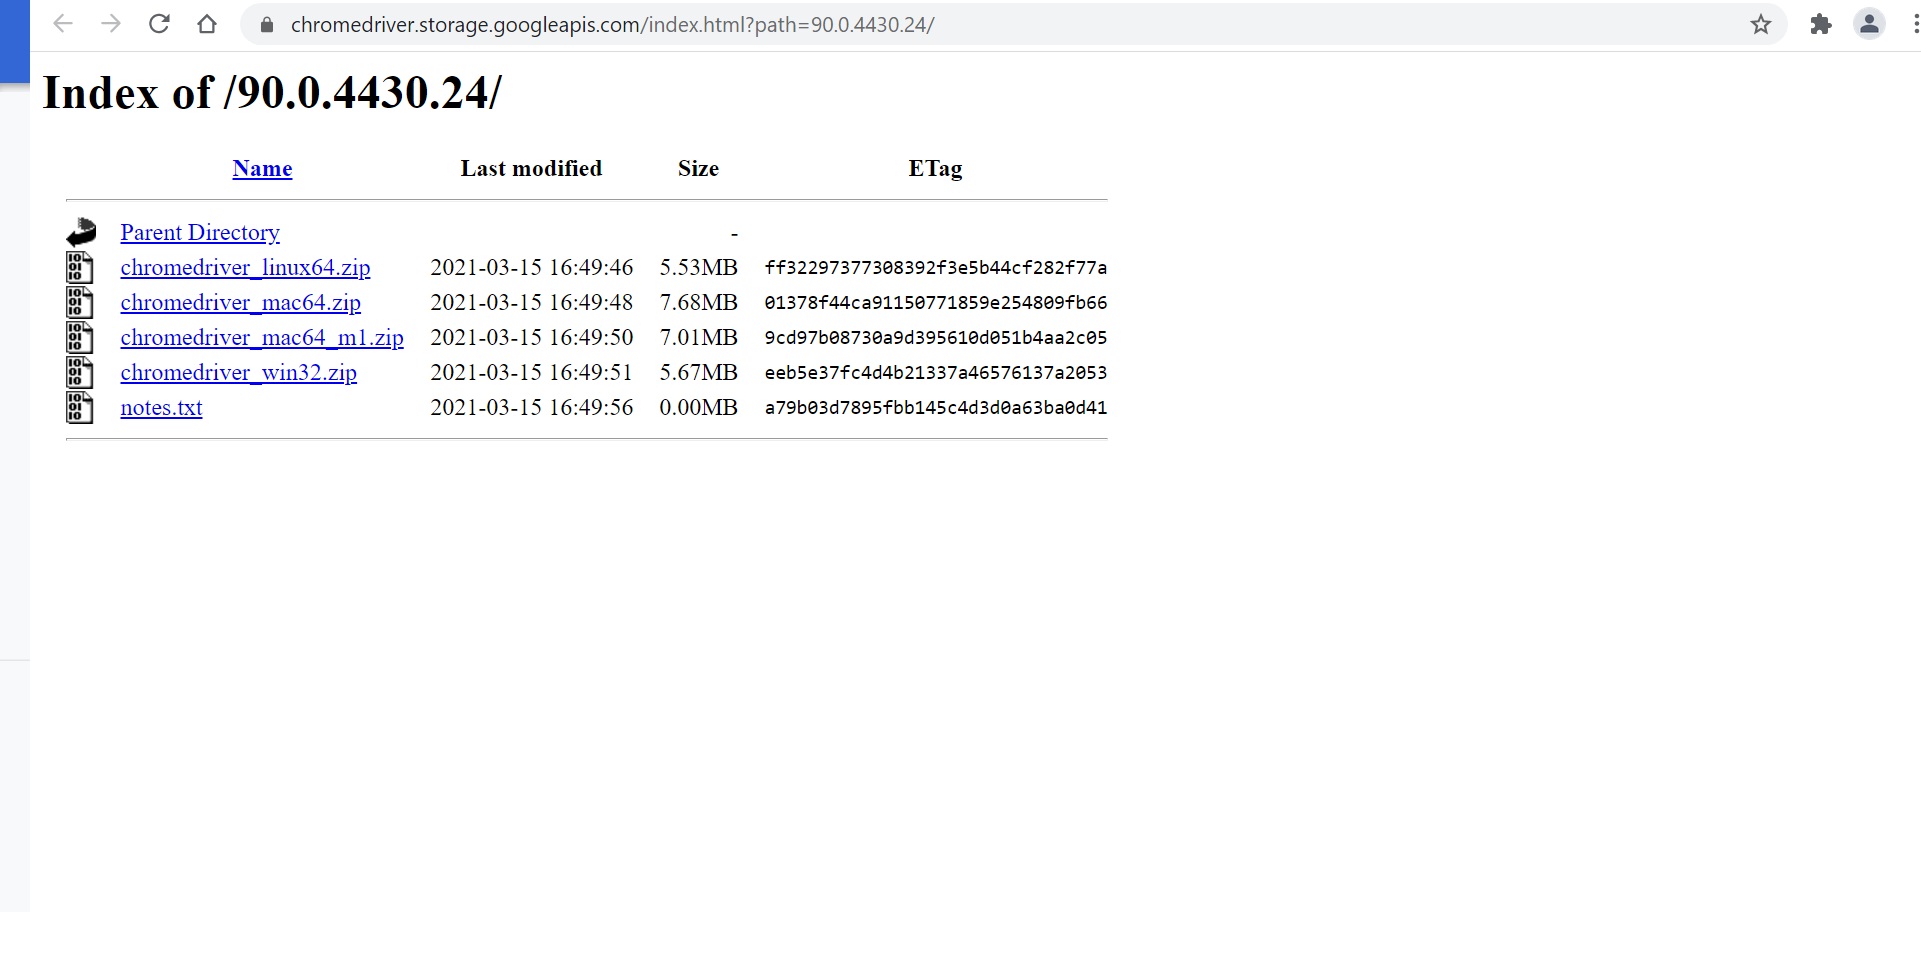 chromedriver.storage.googleapis.com/index.html?path=90.0.4430.24/
Index of /90.0.4430.24/
Name Last modified Size ETag
Parent Directory -
chromedriver_linux64.zip 2021-03-15 16:49:46 5.53MB ff32297377308392f3e5b44cf282f77a
chromedriver_mac64.zip 2021-03-15 16:49:48 7.68MB 01378f44ca91150771859e254809fb66
chromedriver_mac64_m1.zip 2021-03-15 16:49:50 7.01MB 9cd97b08730a9d395610d051b4aa2c05
chromedriver_win32.zip 2021-03-15 16:49:51 5.67MB eeb5e37fc4d4b21337a46576137a2053
notes.txt 2021-03-15 16:49:56 0.00MB a79b03d7895fbb145c4d3d0a63ba0d41